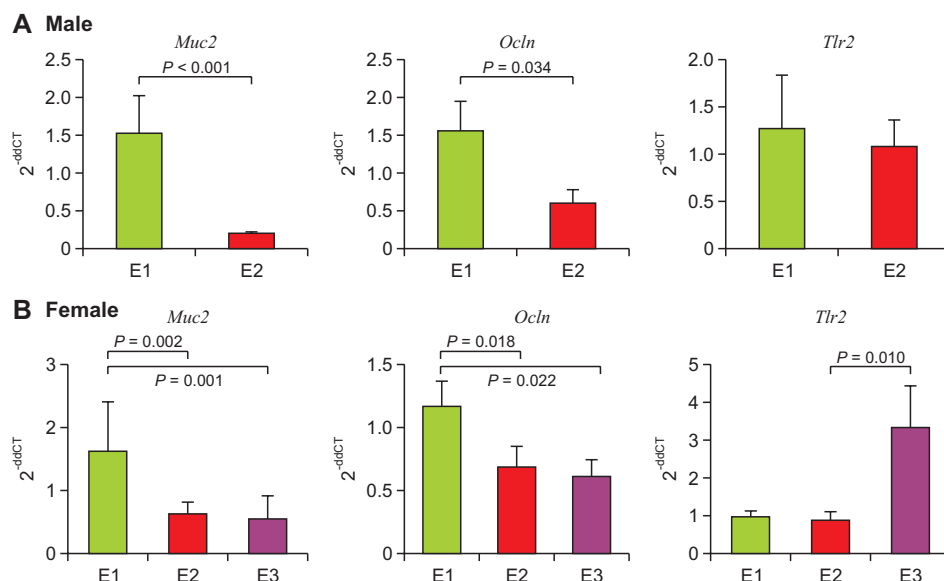 A Male
Muc2
Ocln
Tlr2
2.5
2.0
1.5
1.0
0.5
0
2^-ddCT
P < 0.001
E1 E2
2.5
2.0
1.5
1.0
0.5
0
2^-ddCT
P = 0.034
E1 E2
2.0
1.5
1.0
0.5
0
2^-ddCT
E1 E2
B Female
Muc2
Ocln
Tlr2
3
2
1
0
2^-ddCT
P = 0.002
P = 0.001
E1 E2 E3
1.5
1.0
0.5
0
2^-ddCT
P = 0.018
P = 0.022
E1 E2 E3
5
4
3
2
1
0
2^-ddCT
P = 0.010
E1 E2 E3